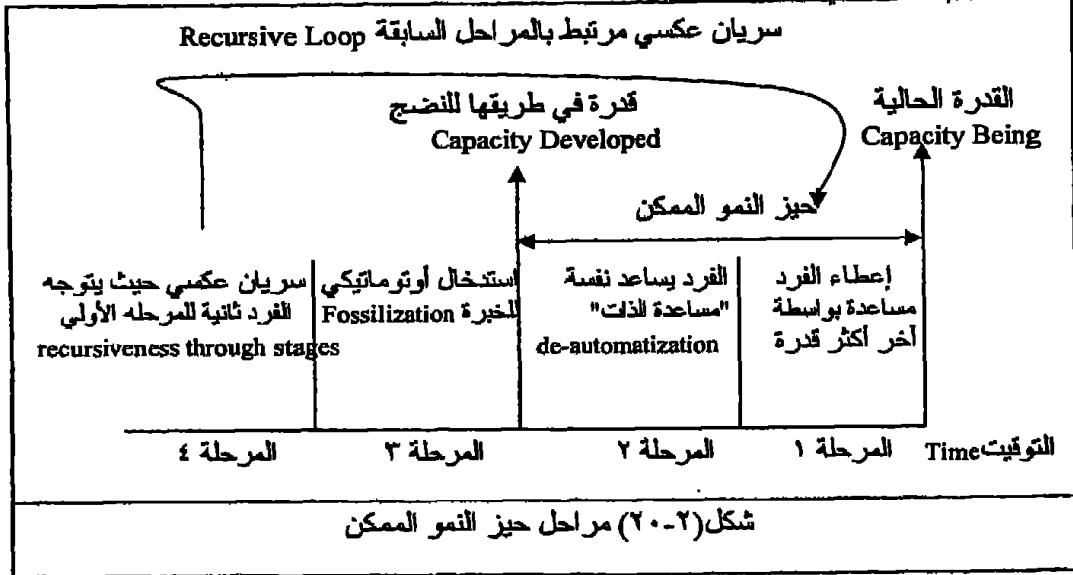 سريان عكسي مرتبط بالمراحل السابقة Recursive Loop
القدرة الحالية
Capacity Being
قدرة في طريقها للنضج
Capacity Developed
حيز النمو الممكن
إعطاء الفرد
مساعدة بواسطة
آخر أكثر قدرة
الفرد يساعد نفسة
"مساعدة الذات"
de-automatization
استدخال أوتوماتيكي
للخبرة Fossilization
سريان عكسي حيث يتوجه
الفرد ثانية للمرحله الأولي
recursiveness through stages
التوقيت Time المرحلة ١ المرحلة ٢ المرحلة ٣ المرحلة ٤
شكل(٢-٢٠) مراحل حيز النمو الممكن